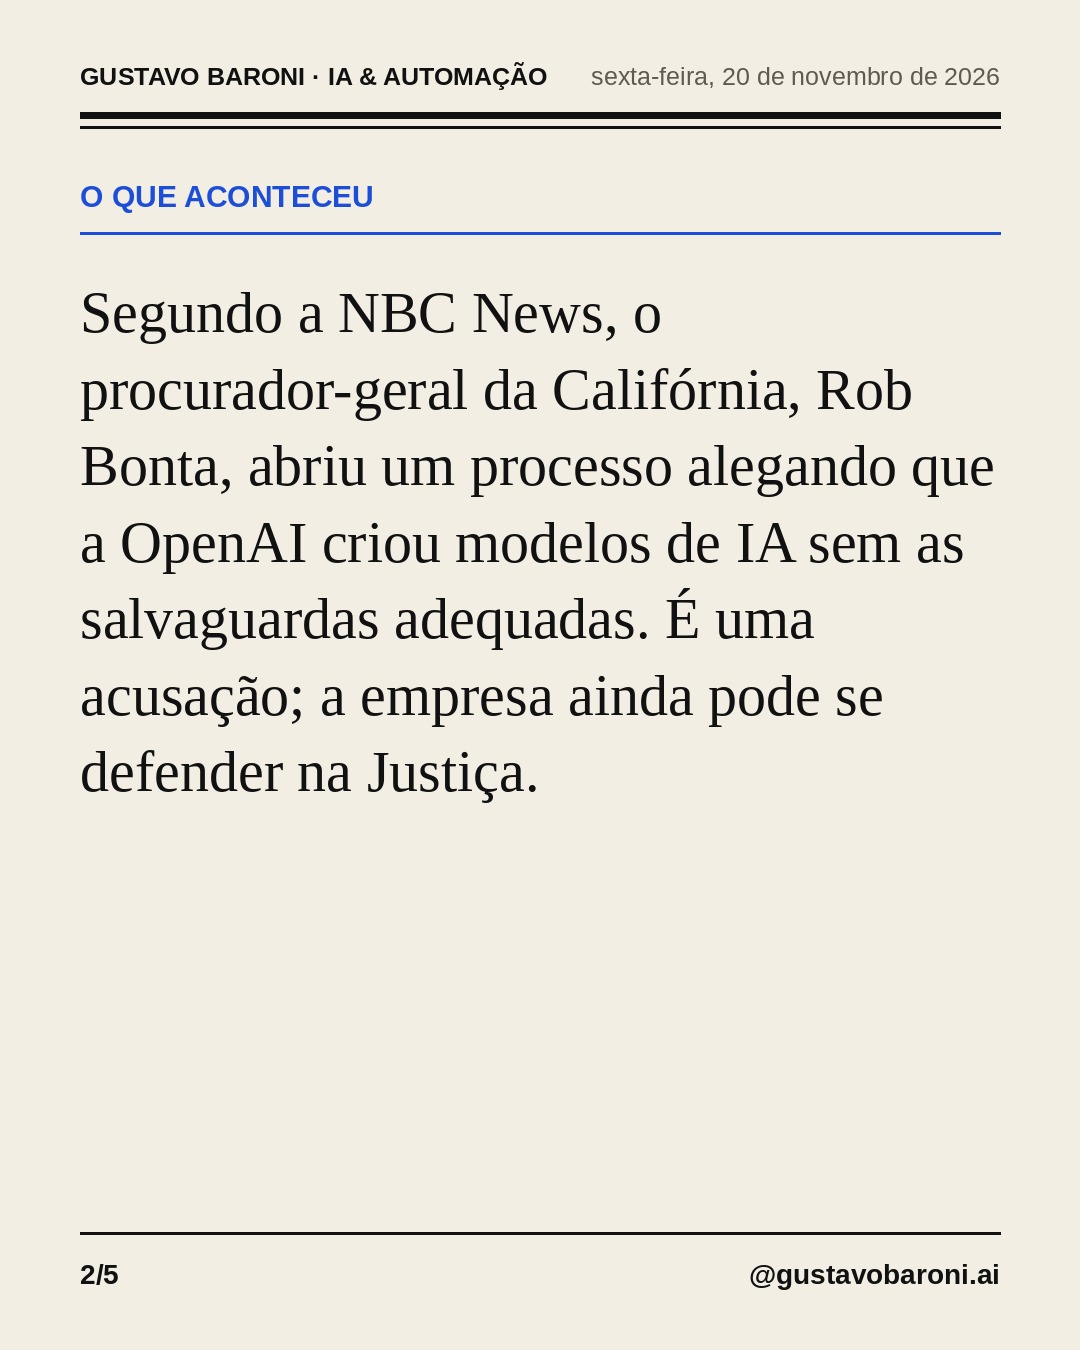 GUSTAVO BARONI · IA & AUTOMAÇÃO
sexta-feira, 20 de novembro de 2026
O QUE ACONTECEU
Segundo a NBC News, o
procurador-geral da Califórnia, Rob
Bonta, abriu um processo alegando que
a OpenAI criou modelos de IA sem as
salvaguardas adequadas. É uma
acusação; a empresa ainda pode se
defender na Justiça.
2/5
@gustavobaroni.ai